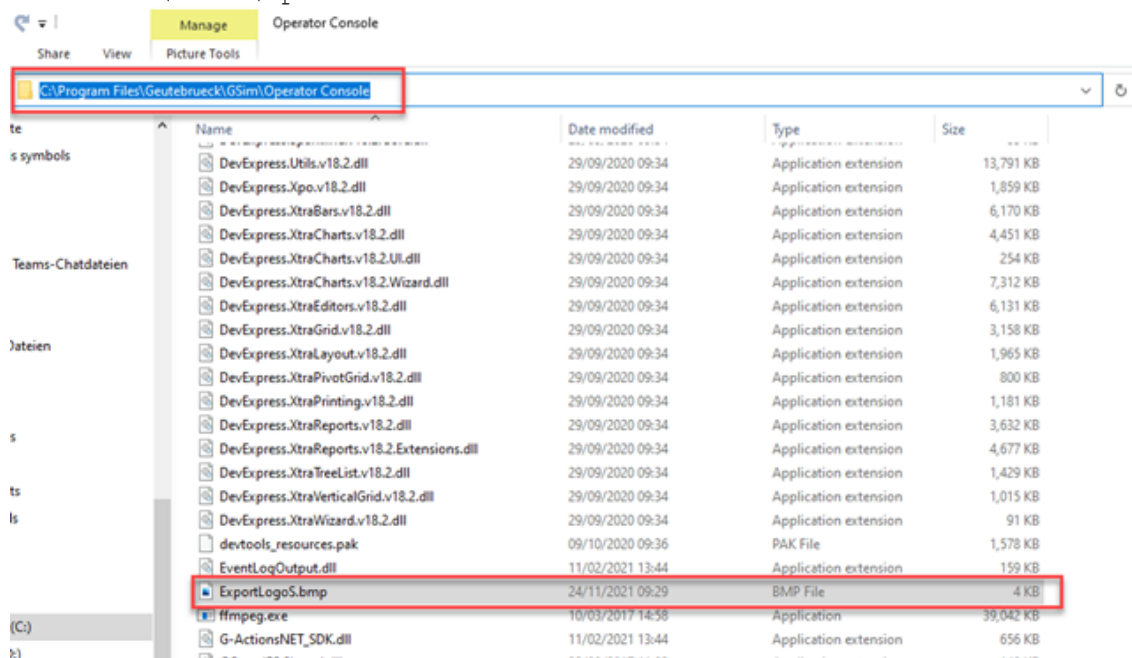 Manage Operator Console
Share View Picture Tools
C:\Program Files\Geutebrueck\GSim\Operator Console
Name Date modified Type Size
te
s symbols
Teams-Chatdateien
Dateien
s
ts
ls
(C:)
DevExpress.Utils.v18.2.dll 29/09/2020 09:34 Application extension 13,791 KB
DevExpress.Xpo.v18.2.dll 29/09/2020 09:34 Application extension 1,859 KB
DevExpress.XtraBars.v18.2.dll 29/09/2020 09:34 Application extension 6,170 KB
DevExpress.XtraCharts.v18.2.dll 29/09/2020 09:34 Application extension 4,451 KB
DevExpress.XtraCharts.v18.2.UI.dll 29/09/2020 09:34 Application extension 254 KB
DevExpress.XtraCharts.v18.2.Wizard.dll 29/09/2020 09:34 Application extension 7,312 KB
DevExpress.XtraEditors.v18.2.dll 29/09/2020 09:34 Application extension 6,131 KB
DevExpress.XtraGrid.v18.2.dll 29/09/2020 09:34 Application extension 3,158 KB
DevExpress.XtraLayout.v18.2.dll 29/09/2020 09:34 Application extension 1,965 KB
DevExpress.XtraPivotGrid.v18.2.dll 29/09/2020 09:34 Application extension 800 KB
DevExpress.XtraPrinting.v18.2.dll 29/09/2020 09:34 Application extension 1,181 KB
DevExpress.XtraReports.v18.2.dll 29/09/2020 09:34 Application extension 3,632 KB
DevExpress.XtraReports.v18.2.Extensions.dll 29/09/2020 09:34 Application extension 4,677 KB
DevExpress.XtraTreeList.v18.2.dll 29/09/2020 09:34 Application extension 1,429 KB
DevExpress.XtraVerticalGrid.v18.2.dll 29/09/2020 09:34 Application extension 1,015 KB
DevExpress.XtraWizard.v18.2.dll 29/09/2020 09:34 Application extension 91 KB
devtools_resources.pak 09/10/2020 09:36 PAK File 1,578 KB
EventLogOutput.dll 11/02/2021 13:44 Application extension 159 KB
ExportLogoS.bmp 24/11/2021 09:29 BMP File 4 KB
ffmpeg.exe 10/03/2017 14:58 Application 39,042 KB
G-ActionsNET_SDK.dll 11/02/2021 13:44 Application extension 656 KB